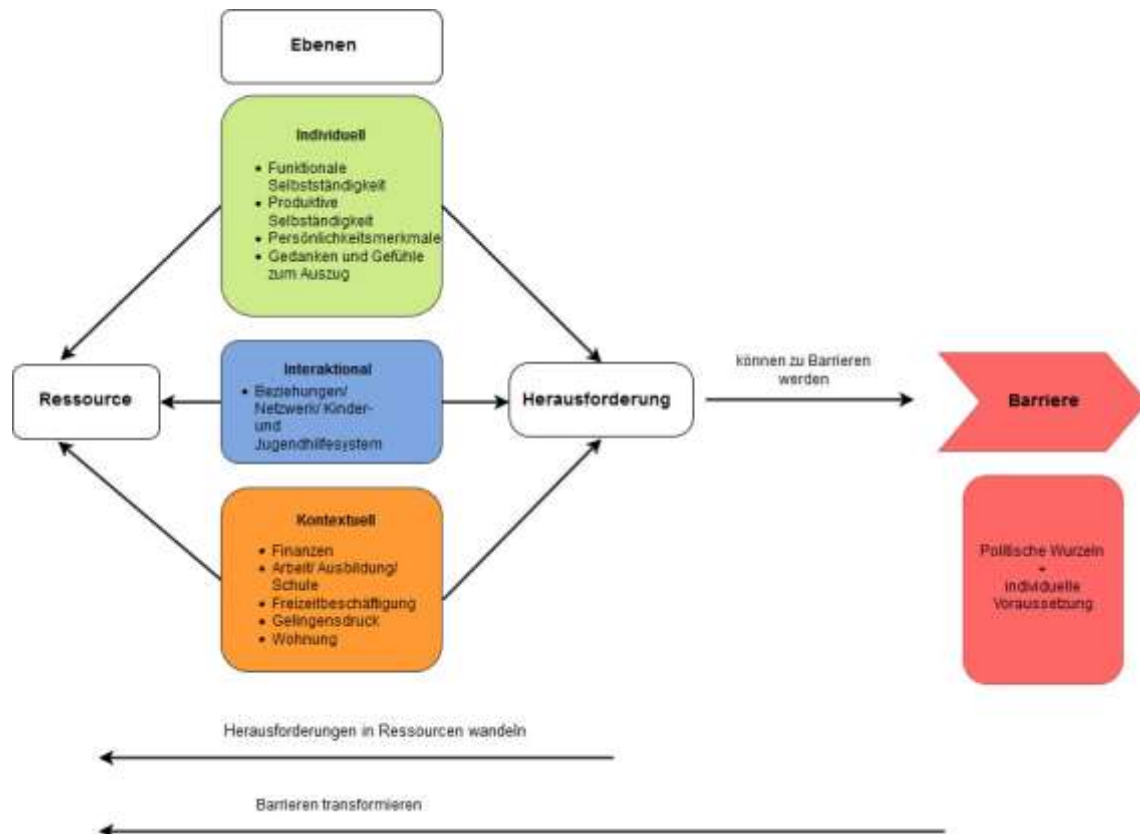 Ebenen
Individuell
• Funktionale
Selbstständigkeit
• Produktive
Selbständigkeit
• Persönlichkeitsmerkmale
• Gedanken und Gefühle
zum Auszug
Ressource
Interaktional
• Beziehungen/
Netzwerk/ Kinder-
und
Jugendhilfesystem
Herausforderung
können zu Barrieren
werden
Barriere
Kontextuell
• Finanzen
• Arbeit/ Ausbildung/
Schule
• Freizeitbeschäftigung
• Gelingensdruck
• Wohnung
Politische Wurzeln
+
individuelle
Voraussetzung
Herausforderungen in Ressourcen wandeln
Barrieren transformieren